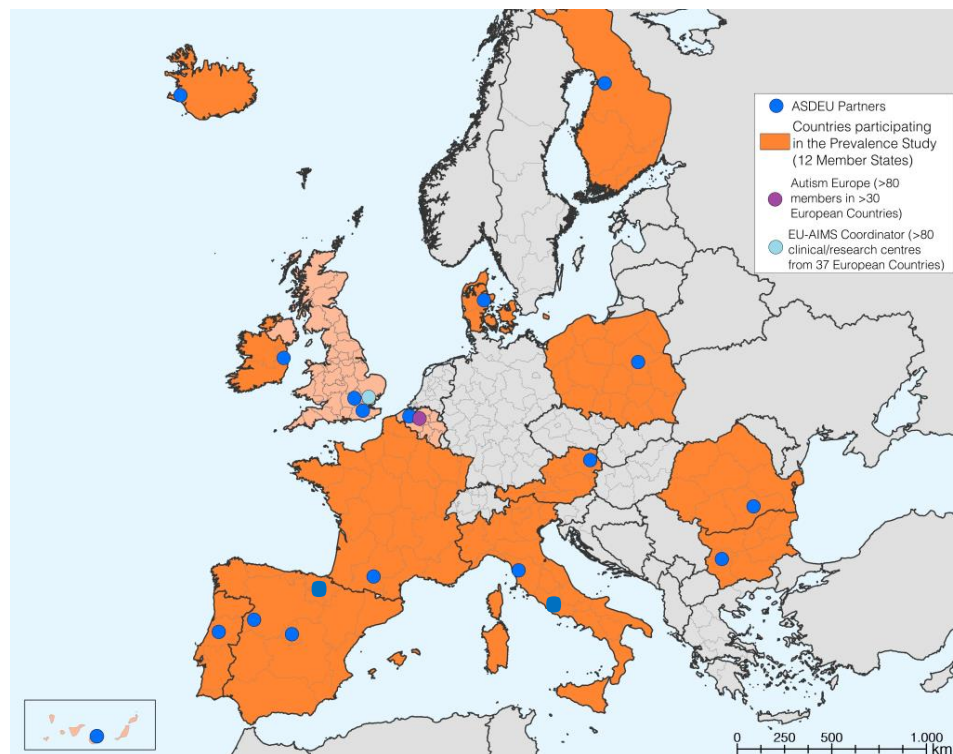 ASDEU Partners
Countries participating
in the Prevalence Study
(12 Member States)
Autism Europe (>80
members in >30
European Countries)
EU-AIMS Coordinator (>80
clinical/research centres
from 37 European Countries)
0 250 500 1.000
km